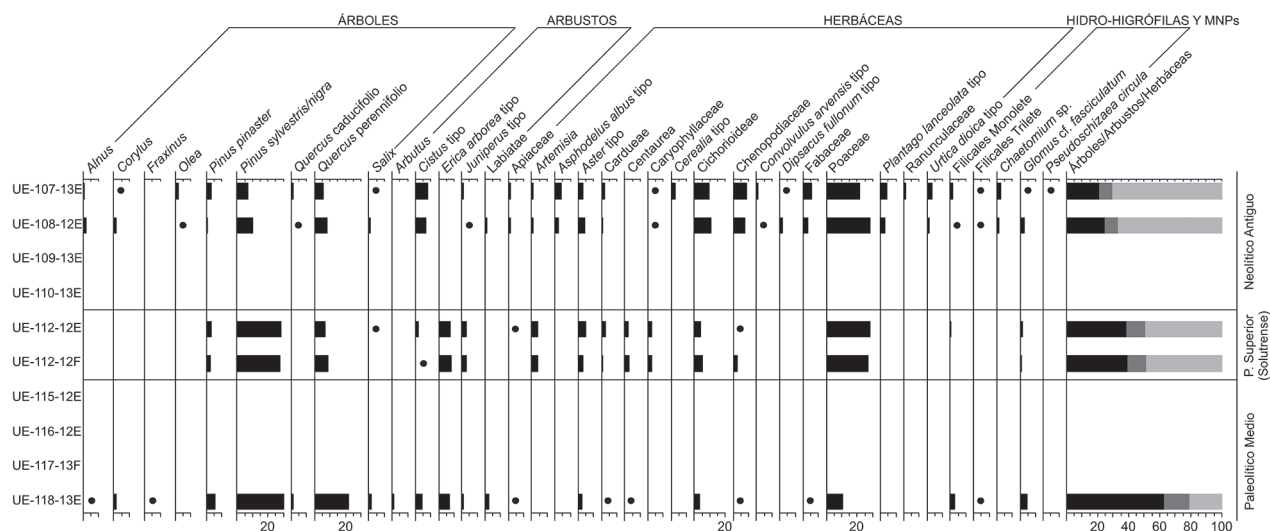 ÁRBOLES
ARBUSTOS
HERBÁCEAS
HIDRO-HIGRÓFILAS Y MNPs
Alnus
Corylus
Fraxinus
Olea
Pinus pinaster
Pinus sylvestris/nigra
Quercus caducifolio
Quercus perennifolio
Salix
Arbutus
Cistus tipo
Erica arborea tipo
Juniperus tipo
Labiatae
Apiaceae
Artemisia
Asphodelus albus tipo
Aster tipo
Cardueae
Centaurea
Caryophyllaceae
Cerealia tipo
Cichorioideae
Chenopodiaceae
Convolvulus arvensis tipo
Dipsacus fullonum tipo
Fabaceae
Poaceae
Plantago lanceolata tipo
Ranunculaceae
Urtica dioica tipo
Filicales Monolete
Filicales Trilete
Chaetomium sp.
Glomus cf. fasciculatum
Pseudoschizaea circula
Arboles/Arbustos/Herbáceas
UE-107-13E
UE-108-12E
UE-109-13E
UE-110-13E
UE-112-12E
UE-112-12F
UE-115-12E
UE-116-12E
UE-117-13F
UE-118-13E
Neolítico Antiguo
P. Superior
(Solutrense)
Paleolítico Medio
20 20 20 20 20 40 60 80 100